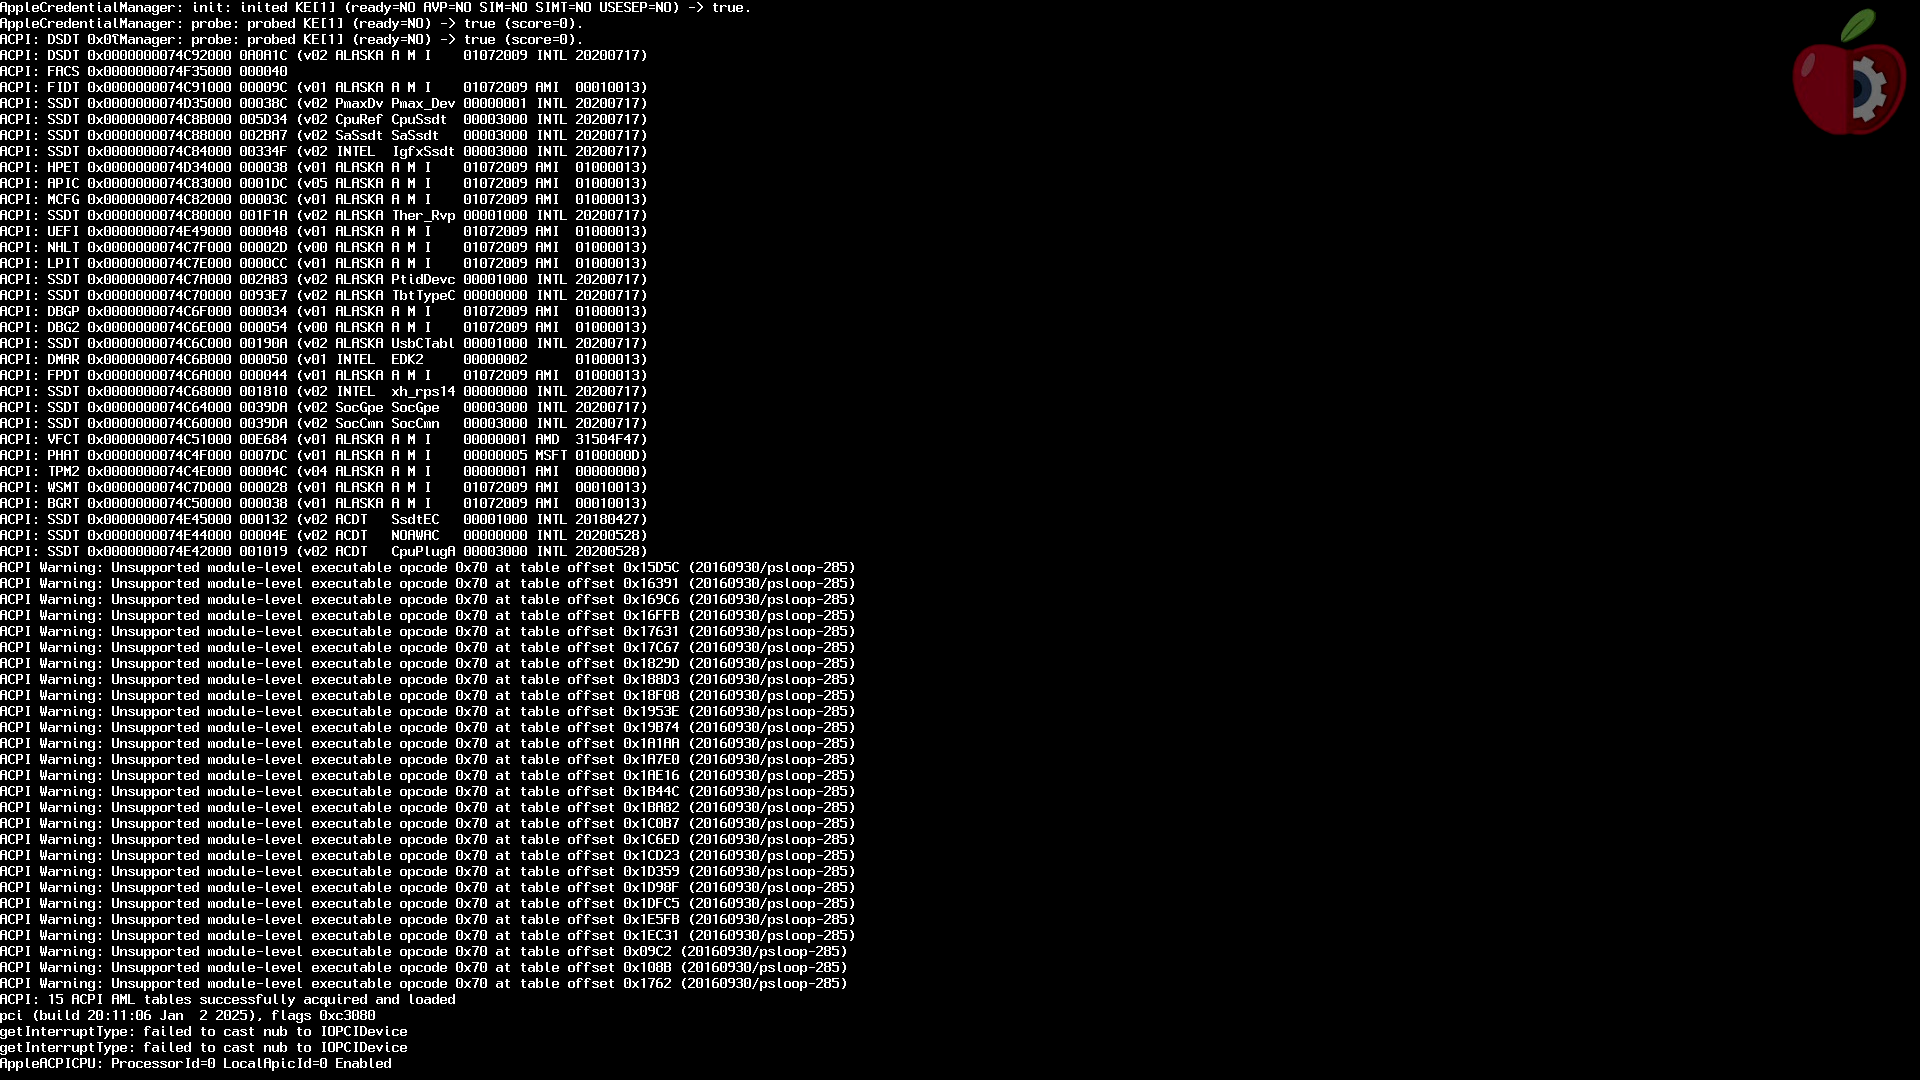 AppleCredentialManager: init: inited KE[1] (ready=NO AVP=NO SIM=NO SIMT=NO USESEP=NO) -> true.
AppleCredentialManager: probe: probed KE[1] (ready=NO) -> true (score=0).
ACPI: DSDT 0x0Manager: probe: probed KE[1] (ready=NO) -> true (score=0).
ACPI: DSDT 0x0000000074C92000 0A0A1C (v02 ALASKA A M I    01072009 INTL 20200717)
ACPI: FACS 0x0000000074F35000 000040
ACPI: FIDT 0x0000000074C91000 00009C (v01 ALASKA A M I    01072009 AMI  00010013)
ACPI: SSDT 0x0000000074D35000 00038C (v02 PmaxDv Pmax_Dev 00000001 INTL 20200717)
ACPI: SSDT 0x0000000074C8B000 005D34 (v02 CpuRef CpuSsdt  00003000 INTL 20200717)
ACPI: SSDT 0x0000000074C88000 002BA7 (v02 SaSsdt SaSsdt   00003000 INTL 20200717)
ACPI: SSDT 0x0000000074C84000 00334F (v02 INTEL  IgfxSsdt 00003000 INTL 20200717)
ACPI: HPET 0x0000000074D34000 000038 (v01 ALASKA A M I    01072009 AMI  01000013)
ACPI: APIC 0x0000000074C83000 0001DC (v05 ALASKA A M I    01072009 AMI  01000013)
ACPI: MCFG 0x0000000074C82000 00003C (v01 ALASKA A M I    01072009 AMI  01000013)
ACPI: SSDT 0x0000000074C80000 001F1A (v02 ALASKA Ther_Rvp 00001000 INTL 20200717)
ACPI: UEFI 0x0000000074E49000 000048 (v01 ALASKA A M I    01072009 AMI  01000013)
ACPI: NHLT 0x0000000074C7F000 00002D (v00 ALASKA A M I    01072009 AMI  01000013)
ACPI: LPIT 0x0000000074C7E000 0000CC (v01 ALASKA A M I    01072009 AMI  01000013)
ACPI: SSDT 0x0000000074C7A000 002A83 (v02 ALASKA PtidDevc 00001000 INTL 20200717)
ACPI: SSDT 0x0000000074C70000 0093E7 (v02 ALASKA TbtTypeC 00000000 INTL 20200717)
ACPI: DBGP 0x0000000074C6F000 000034 (v01 ALASKA A M I    01072009 AMI  01000013)
ACPI: DBG2 0x0000000074C6E000 000054 (v00 ALASKA A M I    01072009 AMI  01000013)
ACPI: SSDT 0x0000000074C6C000 00190A (v02 ALASKA UsbCTabl 00001000 INTL 20200717)
ACPI: DMAR 0x0000000074C6B000 000050 (v01 INTEL  EDK2     00000002      01000013)
ACPI: FPDT 0x0000000074C6A000 000044 (v01 ALASKA A M I    01072009 AMI  01000013)
ACPI: SSDT 0x0000000074C68000 001810 (v02 INTEL  xh_rps14 00000000 INTL 20200717)
ACPI: SSDT 0x0000000074C64000 0039DA (v02 SocGpe SocGpe   00003000 INTL 20200717)
ACPI: SSDT 0x0000000074C60000 0039DA (v02 SocCmn SocCmn   00003000 INTL 20200717)
ACPI: VFCT 0x0000000074C51000 00E684 (v01 ALASKA A M I    00000001 AMD  31504F47)
ACPI: PHAT 0x0000000074C4F000 0007DC (v01 ALASKA A M I    00000005 MSFT 0100000D)
ACPI: TPM2 0x0000000074C4E000 00004C (v04 ALASKA A M I    00000001 AMI  00000000)
ACPI: WSMT 0x0000000074C7D000 000028 (v01 ALASKA A M I    01072009 AMI  00010013)
ACPI: BGRT 0x0000000074C50000 000038 (v01 ALASKA A M I    01072009 AMI  00010013)
ACPI: SSDT 0x0000000074E45000 000132 (v02 ACDT   SsdtEC   00001000 INTL 20180427)
ACPI: SSDT 0x0000000074E44000 00004E (v02 ACDT   NOAWAC   00000000 INTL 20200528)
ACPI: SSDT 0x0000000074E42000 001019 (v02 ACDT   CpuPlugA 00003000 INTL 20200528)
ACPI Warning: Unsupported module-level executable opcode 0x70 at table offset 0x15D5C (20160930/psloop-285)
ACPI Warning: Unsupported module-level executable opcode 0x70 at table offset 0x16391 (20160930/psloop-285)
ACPI Warning: Unsupported module-level executable opcode 0x70 at table offset 0x169C6 (20160930/psloop-285)
ACPI Warning: Unsupported module-level executable opcode 0x70 at table offset 0x16FFB (20160930/psloop-285)
ACPI Warning: Unsupported module-level executable opcode 0x70 at table offset 0x17631 (20160930/psloop-285)
ACPI Warning: Unsupported module-level executable opcode 0x70 at table offset 0x17C67 (20160930/psloop-285)
ACPI Warning: Unsupported module-level executable opcode 0x70 at table offset 0x1829D (20160930/psloop-285)
ACPI Warning: Unsupported module-level executable opcode 0x70 at table offset 0x188D3 (20160930/psloop-285)
ACPI Warning: Unsupported module-level executable opcode 0x70 at table offset 0x18F08 (20160930/psloop-285)
ACPI Warning: Unsupported module-level executable opcode 0x70 at table offset 0x1953E (20160930/psloop-285)
ACPI Warning: Unsupported module-level executable opcode 0x70 at table offset 0x19B74 (20160930/psloop-285)
ACPI Warning: Unsupported module-level executable opcode 0x70 at table offset 0x1A1AA (20160930/psloop-285)
ACPI Warning: Unsupported module-level executable opcode 0x70 at table offset 0x1A7E0 (20160930/psloop-285)
ACPI Warning: Unsupported module-level executable opcode 0x70 at table offset 0x1AE16 (20160930/psloop-285)
ACPI Warning: Unsupported module-level executable opcode 0x70 at table offset 0x1B44C (20160930/psloop-285)
ACPI Warning: Unsupported module-level executable opcode 0x70 at table offset 0x1BA82 (20160930/psloop-285)
ACPI Warning: Unsupported module-level executable opcode 0x70 at table offset 0x1C0B7 (20160930/psloop-285)
ACPI Warning: Unsupported module-level executable opcode 0x70 at table offset 0x1C6ED (20160930/psloop-285)
ACPI Warning: Unsupported module-level executable opcode 0x70 at table offset 0x1CD23 (20160930/psloop-285)
ACPI Warning: Unsupported module-level executable opcode 0x70 at table offset 0x1D359 (20160930/psloop-285)
ACPI Warning: Unsupported module-level executable opcode 0x70 at table offset 0x1D98F (20160930/psloop-285)
ACPI Warning: Unsupported module-level executable opcode 0x70 at table offset 0x1DFC5 (20160930/psloop-285)
ACPI Warning: Unsupported module-level executable opcode 0x70 at table offset 0x1E5FB (20160930/psloop-285)
ACPI Warning: Unsupported module-level executable opcode 0x70 at table offset 0x1EC31 (20160930/psloop-285)
ACPI Warning: Unsupported module-level executable opcode 0x70 at table offset 0x09C2 (20160930/psloop-285)
ACPI Warning: Unsupported module-level executable opcode 0x70 at table offset 0x108B (20160930/psloop-285)
ACPI Warning: Unsupported module-level executable opcode 0x70 at table offset 0x1762 (20160930/psloop-285)
ACPI: 15 ACPI AML tables successfully acquired and loaded
pci (build 20:11:06 Jan  2 2025), flags 0xc3080
getInterruptType: failed to cast nub to IOPCIDevice
getInterruptType: failed to cast nub to IOPCIDevice
AppleACPICPU: ProcessorId=0 LocalApicId=0 Enabled